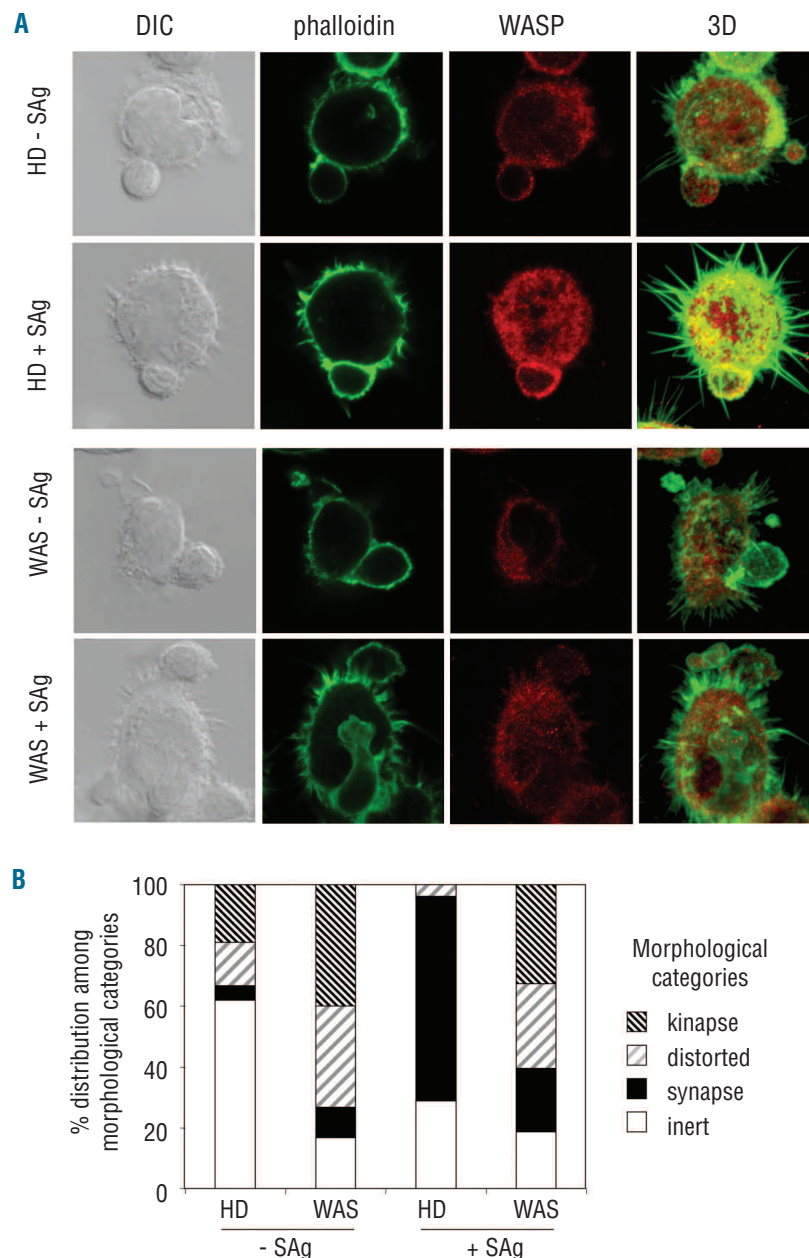 A
DIC phalloidin WASP 3D
HD - SAg
HD + SAg
WAS - SAg
WAS + SAg
B
% distribution among
morphological categories
100
80
60
40
20
0
HD WAS HD WAS
- SAg + SAg
Morphological
categories
kinapse
distorted
synapse
inert